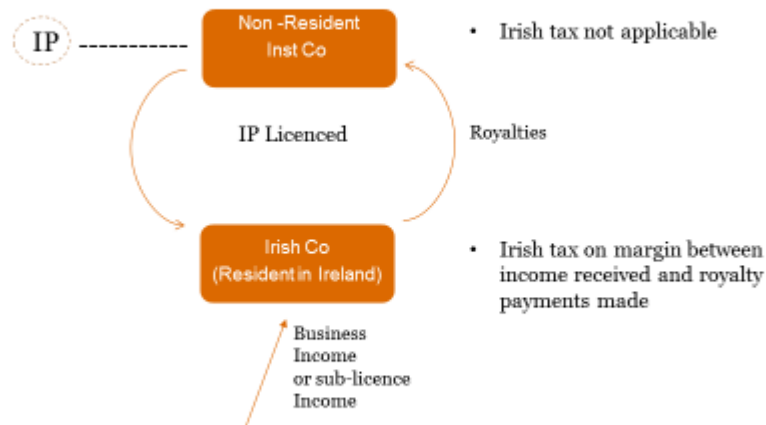 IP
Non -Resident
Inst Co
• Irish tax not applicable
IP Licenced
Royalties
Irish Co
(Resident in Ireland)
• Irish tax on margin between
income received and royalty
payments made
Business
Income
or sub-licence
Income